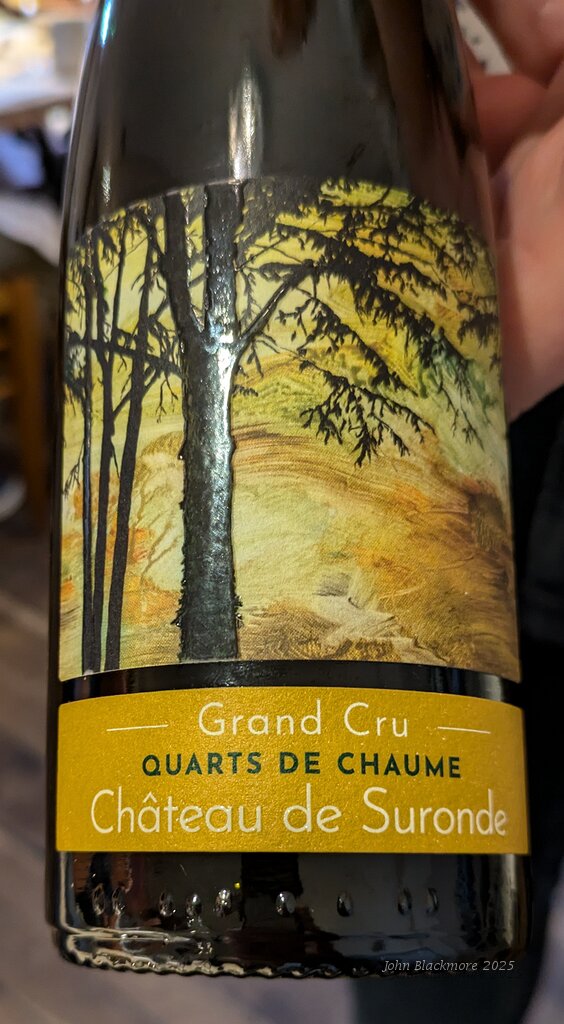 Grand Cru
QUARTS DE CHAUME
Château de Suronde
John Blackmore 2025